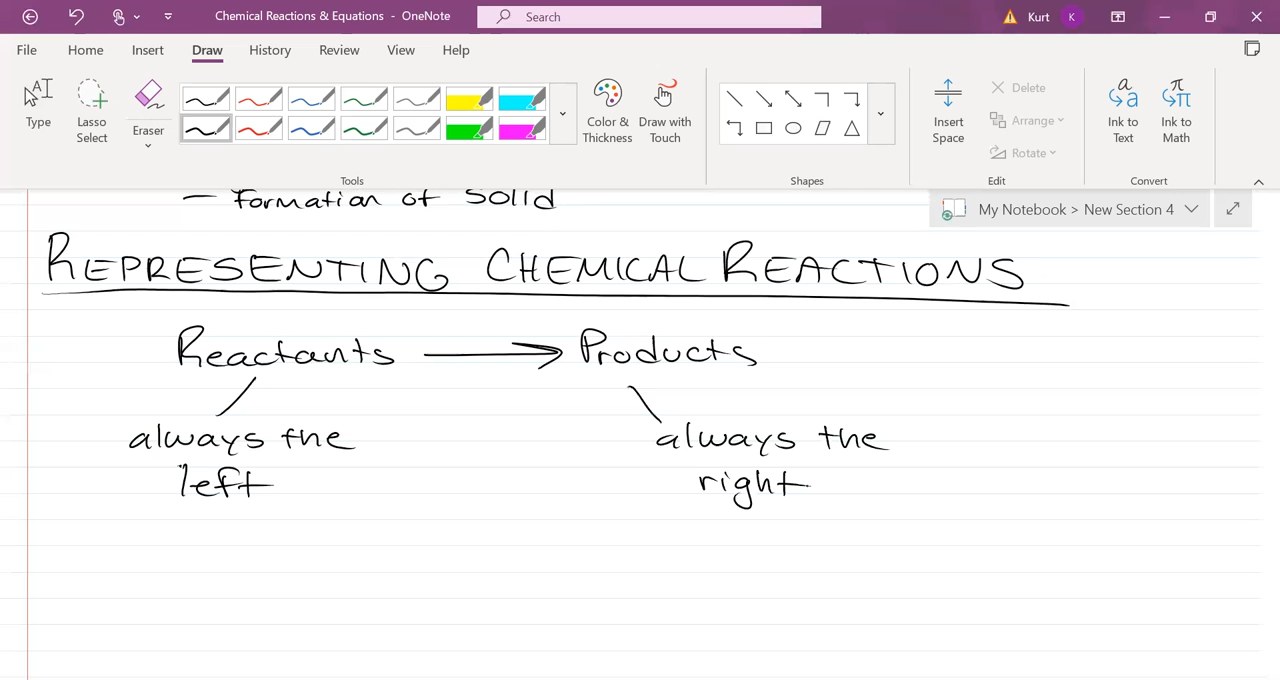 Chemical Reactions & Equations - OneNote
Search
Kurt
K
File Home Insert Draw History Review View Help
Type
Lasso Select
Eraser
Color & Thickness
Draw with Touch
Insert Space
Delete
Arrange
Rotate
Ink to Text
Ink to Math
Tools
Shapes
Edit
Convert
My Notebook > New Section 4
— Formation of Solid
REPRESENTING CHEMICAL REACTIONS
Reactants → Products
always the left
always the right